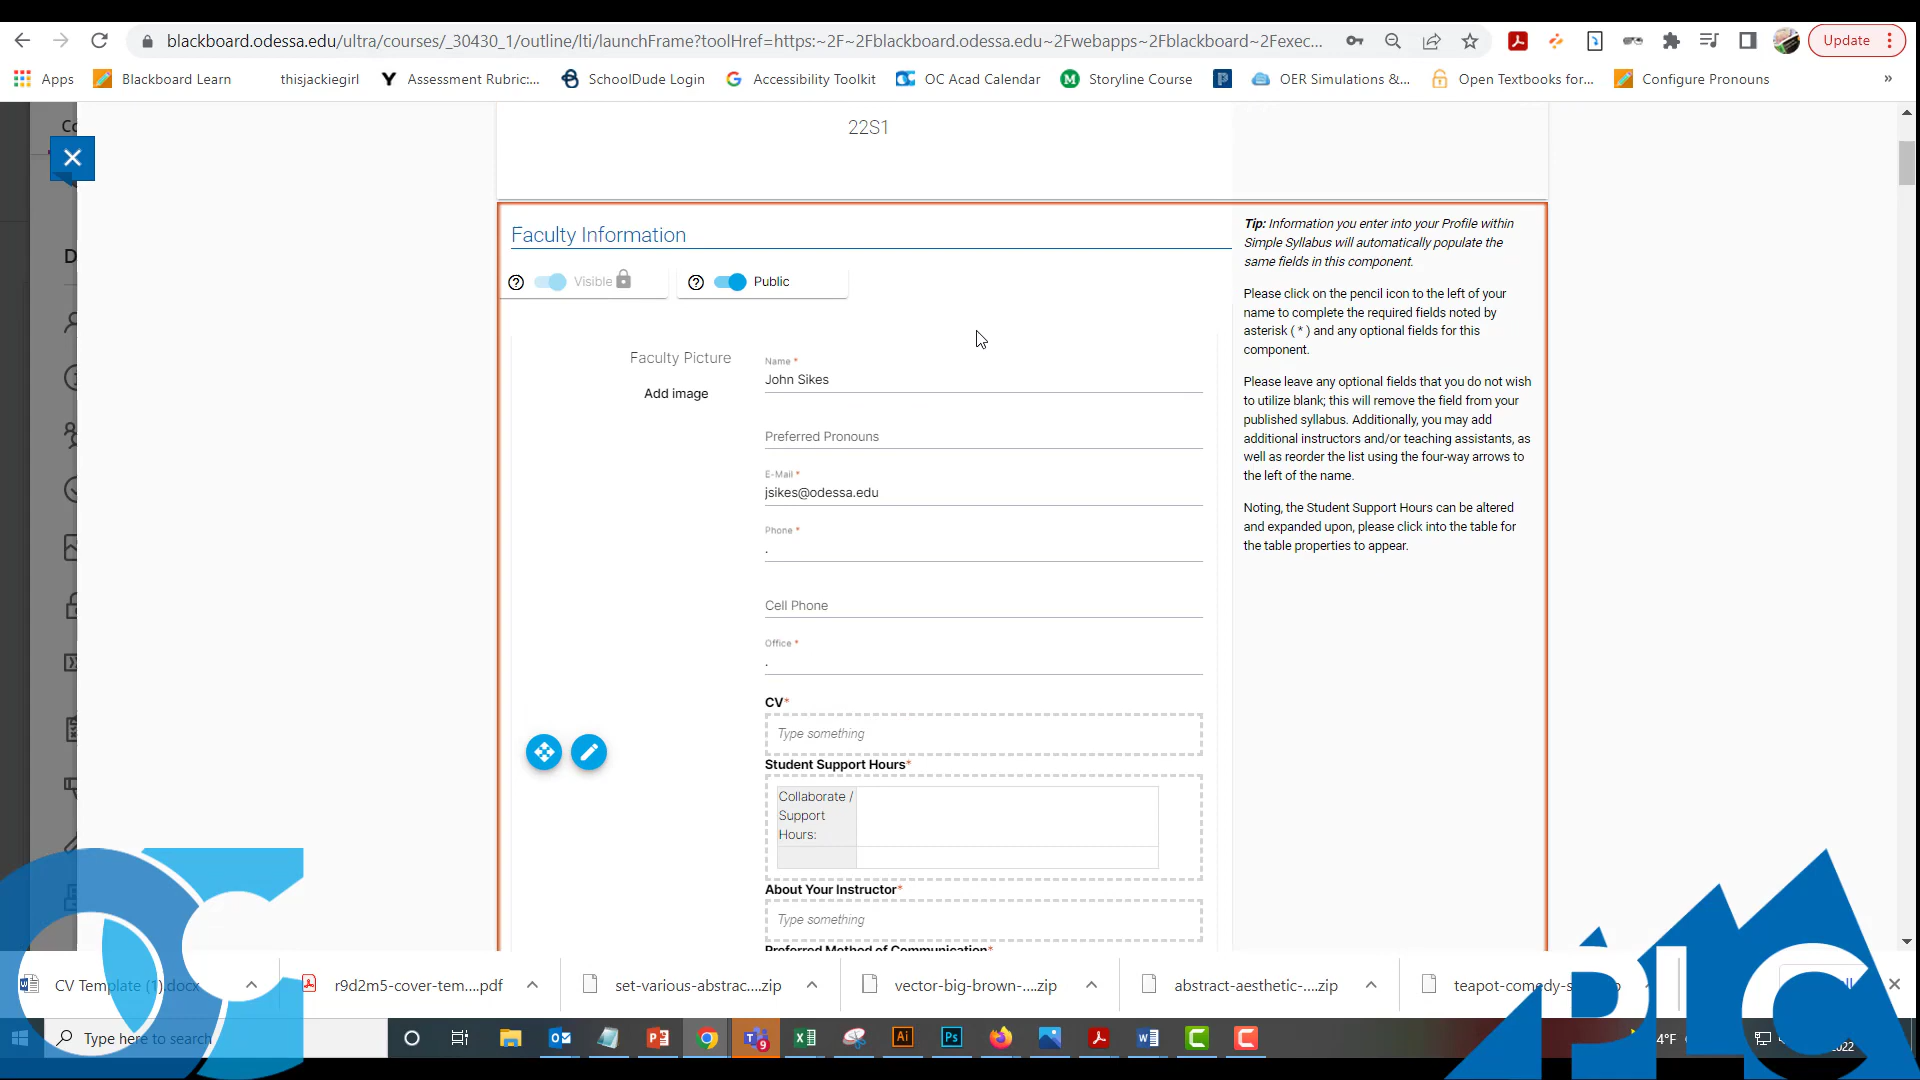 blackboard.odessa.edu/ultra/courses/_30430_1/outline/lti/launchFrame?toolHref=https:~2F~2Fblackboard.odessa.edu~2Fwebapps~2Fblackboard~2Fexec...
Update
Apps
Blackboard Learn
thisjackiegirl
Assessment Rubric:...
SchoolDude Login
Accessibility Toolkit
OC Acad Calendar
Storyline Course
OER Simulations &...
Open Textbooks for...
Configure Pronouns
»
22S1
Faculty Information
Visible
Public
Faculty Picture
Add image
Name *
John Sikes
Preferred Pronouns
E-Mail *
jsikes@odessa.edu
Phone *
.
Cell Phone
Office *
.
CV*
Type something
Student Support Hours*
Collaborate /
Support
Hours:
About Your Instructor*
Type something
Preferred Method of Communication*
Tip: Information you enter into your Profile within
Simple Syllabus will automatically populate the
same fields in this component.
Please click on the pencil icon to the left of your
name to complete the required fields noted by
asterisk ( * ) and any optional fields for this
component.
Please leave any optional fields that you do not wish
to utilize blank; this will remove the field from your
published syllabus. Additionally, you may add
additional instructors and/or teaching assistants, as
well as reorder the list using the four-way arrows to
the left of the name.
Noting, the Student Support Hours can be altered
and expanded upon, please click into the table for
the table properties to appear.
CV Template (1).docx
r9d2m5-cover-tem....pdf
set-various-abstrac....zip
vector-big-brown-....zip
abstract-aesthetic-....zip
teapot-comedy-s
PLC
Type here to search